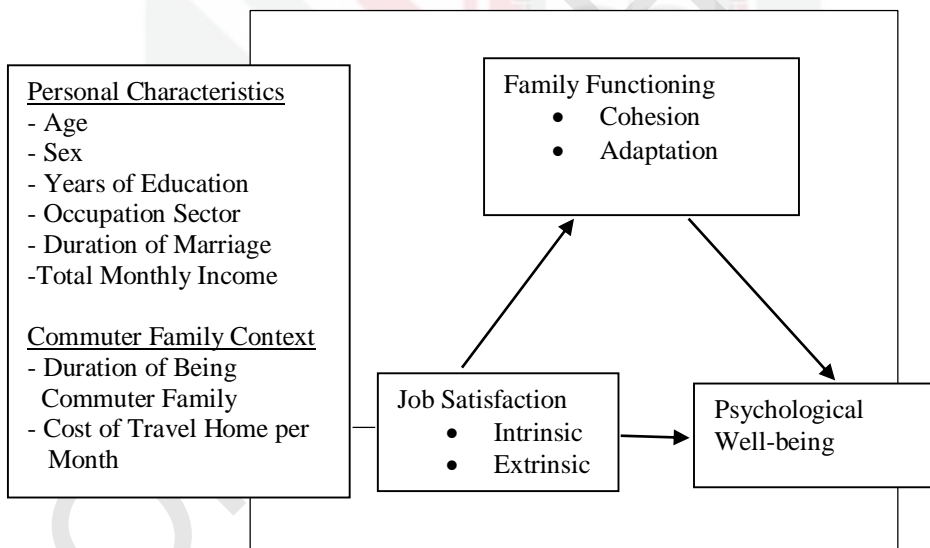 Personal Characteristics
- Age
- Sex
- Years of Education
- Occupation Sector
- Duration of Marriage
-Total Monthly Income
Commuter Family Context
- Duration of Being
Commuter Family
- Cost of Travel Home per
Month
Family Functioning
• Cohesion
• Adaptation
Job Satisfaction
• Intrinsic
• Extrinsic
Psychological
Well-being